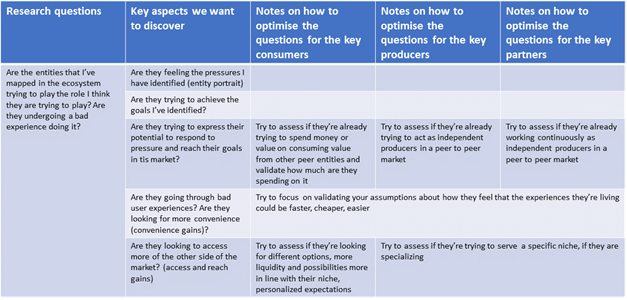 Research questions
Key aspects we want
to discover
Notes on how to
optimise the
questions for the key
consumers
Notes on how to
optimise the
questions for the key
producers
Notes on how to
optimise the
questions for the key
partners
Are the entities that I've
mapped in the ecosystem
trying to play the role I think
they are trying to play? Are
they undergoing a bad
experience doing it?
Are they feeling the pressures I
have identified (entity portrait)
Are they trying to achieve the
goals I've identified?
Are they trying to express their
potential to respond to
pressure and reach their goals
in tis market?
Try to assess if they're already
trying to spend money or
value on consuming value
from other peer entities and
validate how much are they
spending on it
Try to assess if they're already
trying to act as independent
producers in a peer to peer
market
Try to assess if they're already
working continuously as
independent producers in a
peer to peer market
Are they going through bad
user experiences? Are they
looking for more convenience
(convenience gains)?
Try to focus on validating your assumptions about how they feel that the experiences they're living
could be faster, cheaper, easier
Are they looking to access
more of the other side of the
market? (access and reach
gains)
Try to assess if they're looking
for different options, more
liquidity and possibilities more
in line with their niche,
personalized expectations
Try to assess if they're trying to serve a specific niche, if they are
specializing